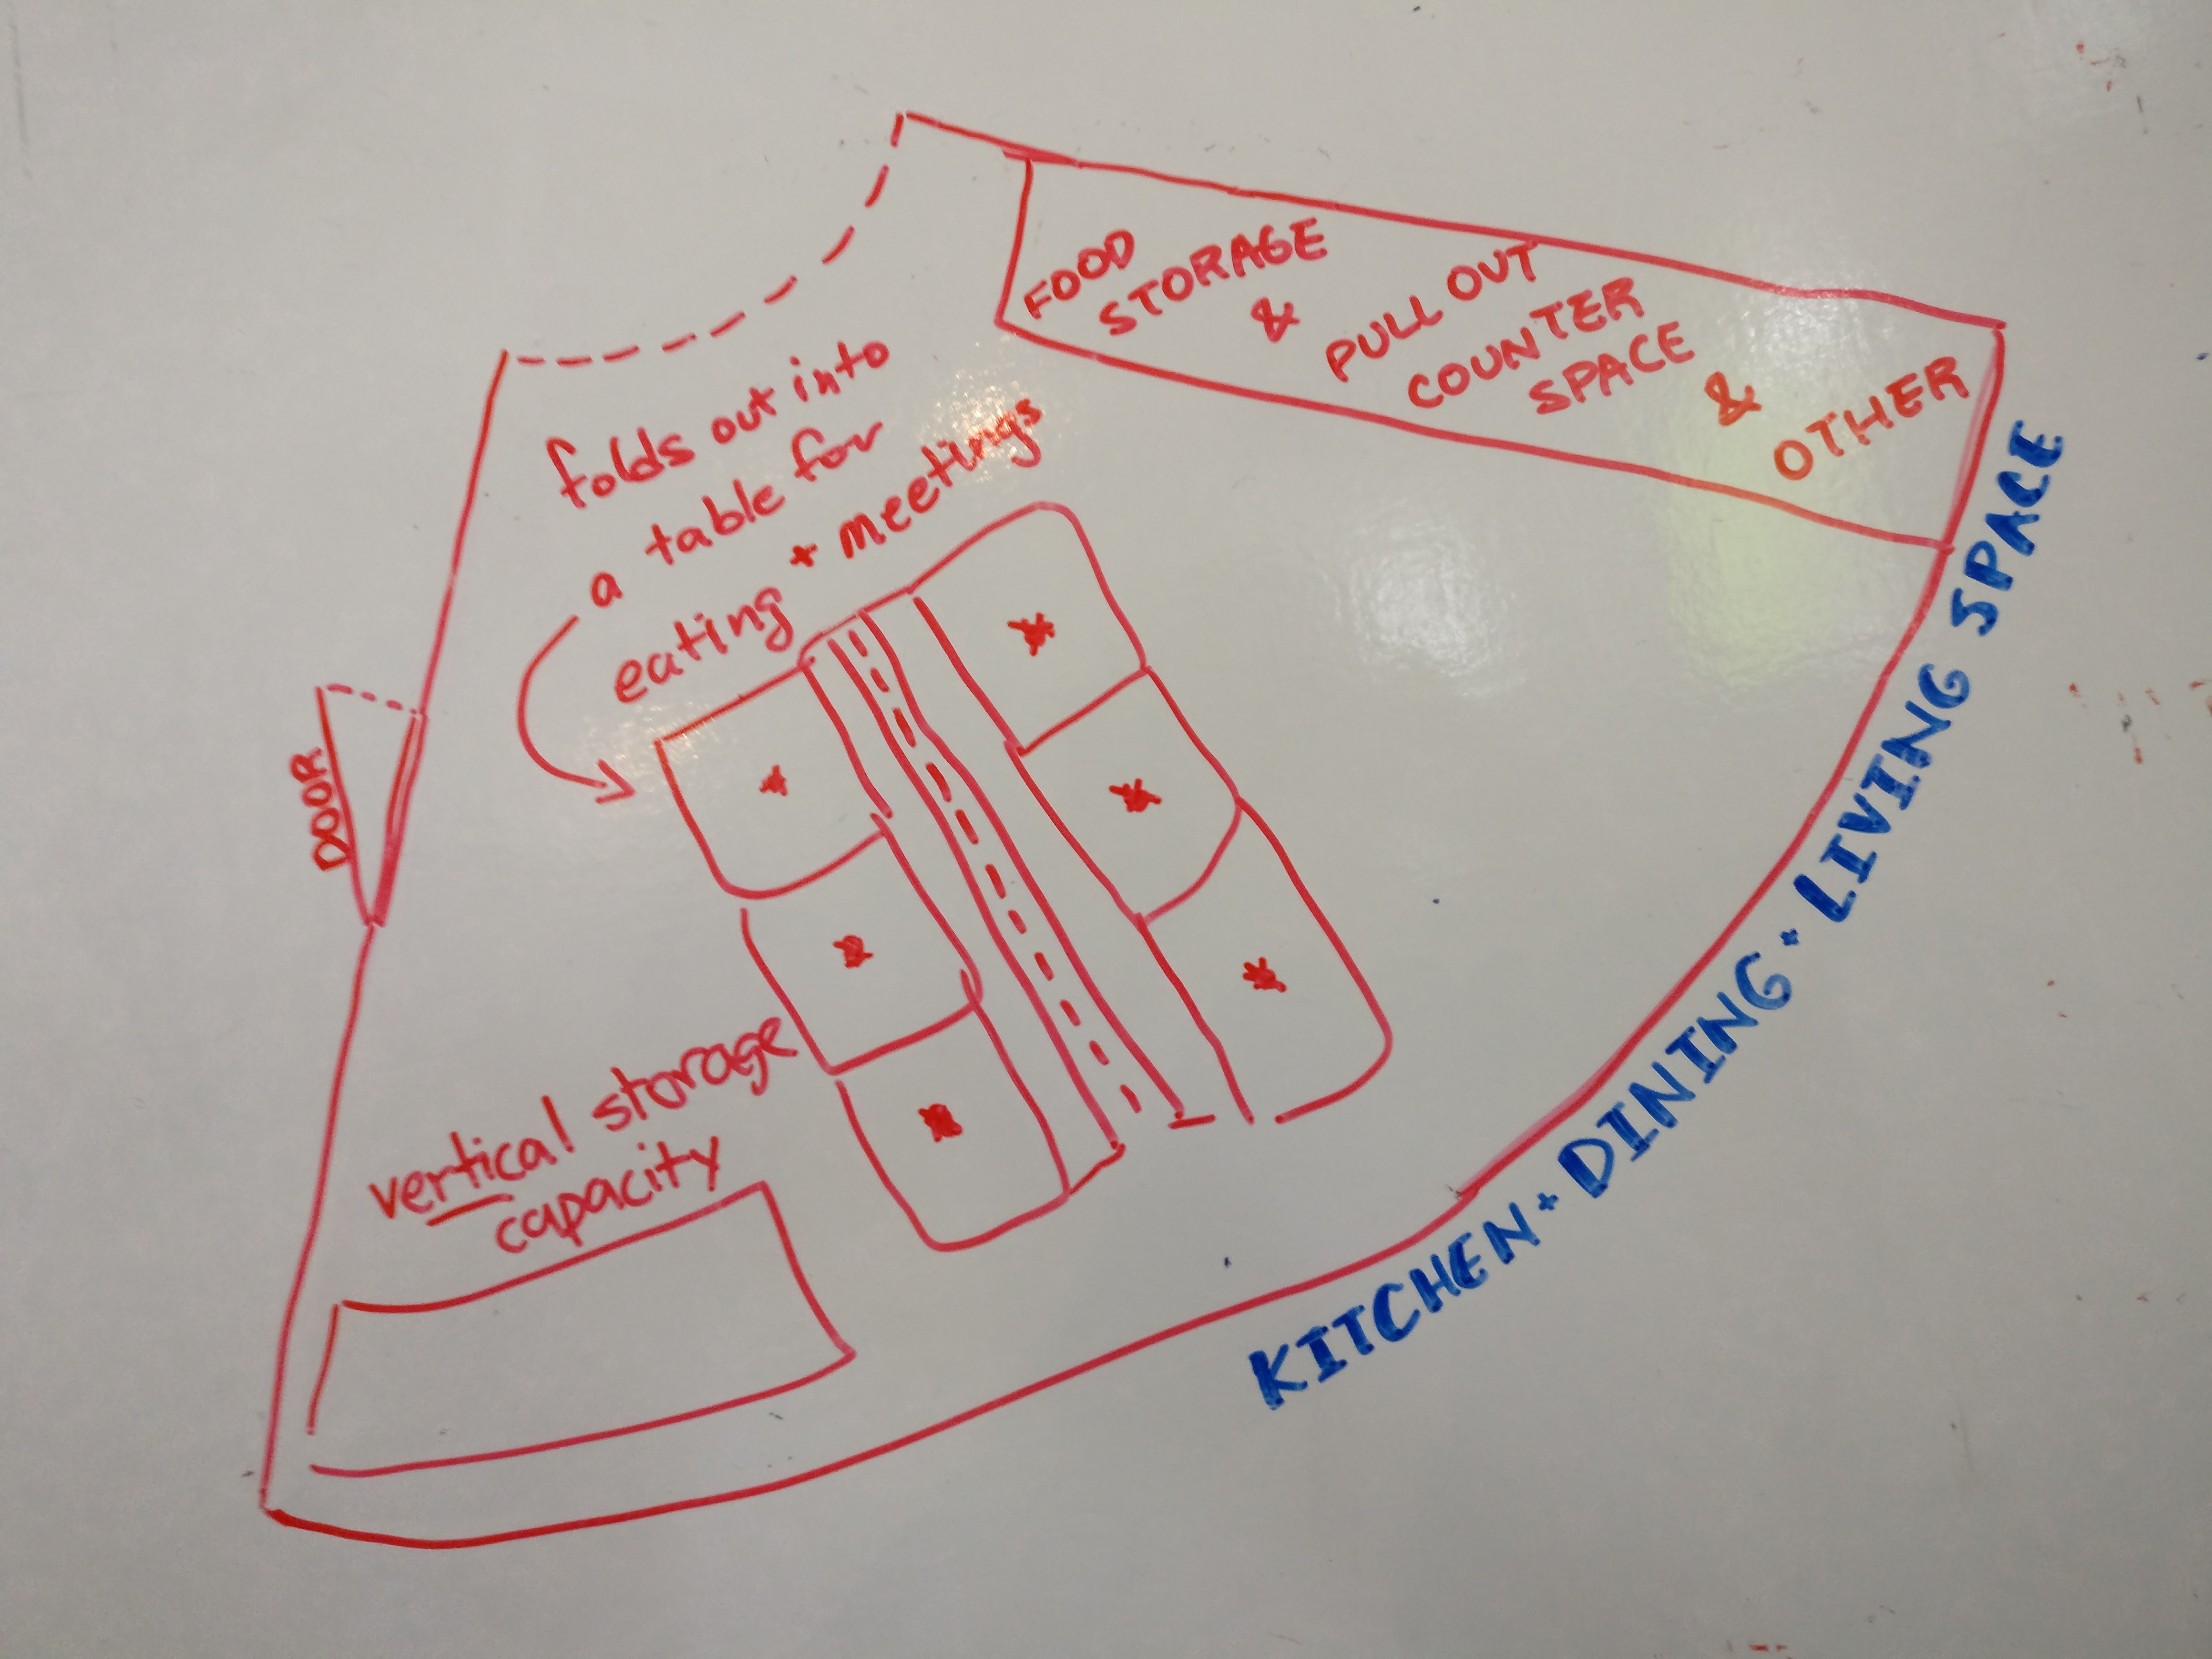 FOOD
STORAGE
&
PULL OUT
COUNTER
SPACE
&
OTHER
folds out into
a table for
eating + meetings
DOOR
vertical storage
capacity
KITCHEN + DINING + LIVING SPACE